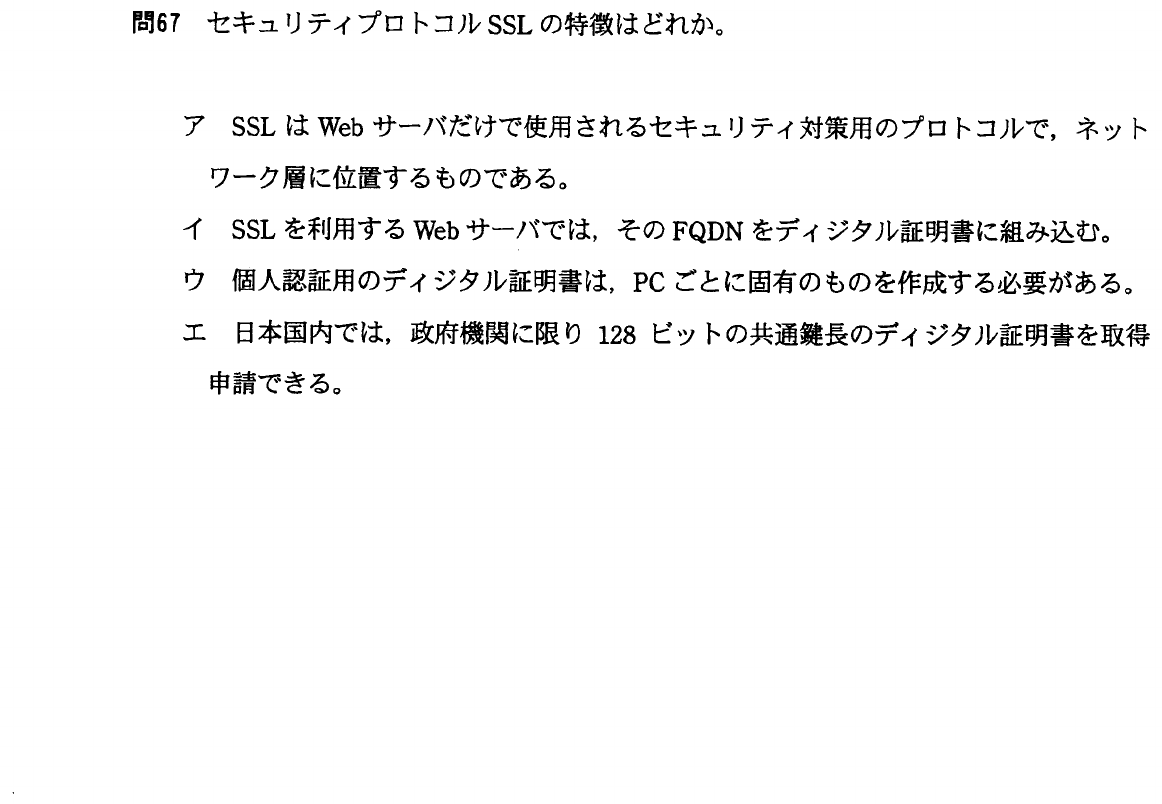 問67 セキュリティプロトコル SSL の特徴はどれか。
ア SSL は Web サーバだけで使用されるセキュリティ対策用のプロトコルで，ネット
ワーク層に位置するものである。
イ SSL を利用する Web サーバでは，その FQDN をディジタル証明書に組み込む。
ウ 個人認証用のディジタル証明書は，PC ごとに固有のものを作成する必要がある。
エ 日本国内では，政府機関に限り 128 ビットの共通鍵長のディジタル証明書を取得
申請できる。